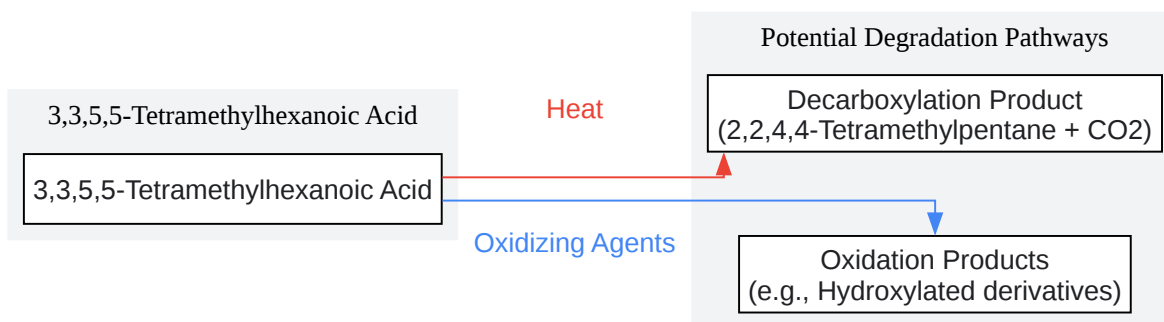 3,3,5,5-Tetramethylhexanoic Acid
3,3,5,5-Tetramethylhexanoic Acid
Heat
Oxidizing Agents
Potential Degradation Pathways
Decarboxylation Product
(2,2,4,4-Tetramethylpentane + CO2)
Oxidation Products
(e.g., Hydroxylated derivatives)